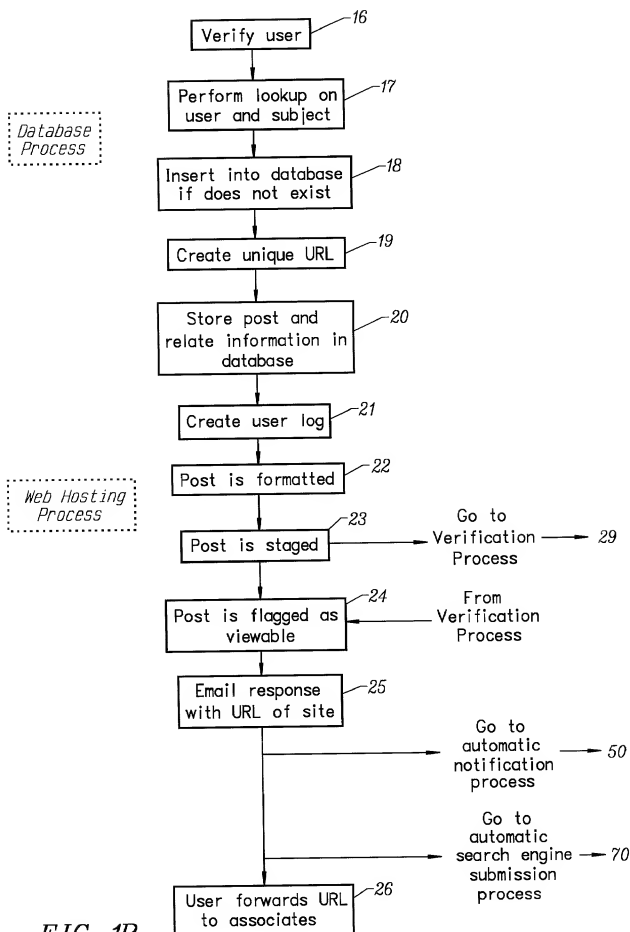 Verify user
16
Perform lookup on
user and subject
17
Database
Process
Insert into database
if does not exist
18
Create unique URL
19
Store post and
relate information in
database
20
Create user log
21
Post is formatted
22
Web Hosting
Process
Post is staged
23
Go to
Verification
Process
29
Post is flagged as
viewable
24
From
Verification
Process
Email response
with URL of site
25
Go to
automatic
notification
process
50
Go to
automatic
search engine
submission
process
70
User forwards URL
to associates
26